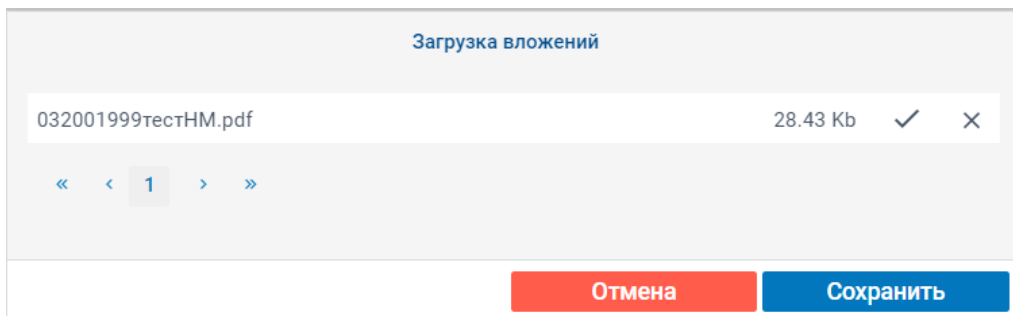 Загрузка вложений
032001999тестНМ.pdf 28.43 Kb
« ‹ 1 › »
Отмена Сохранить